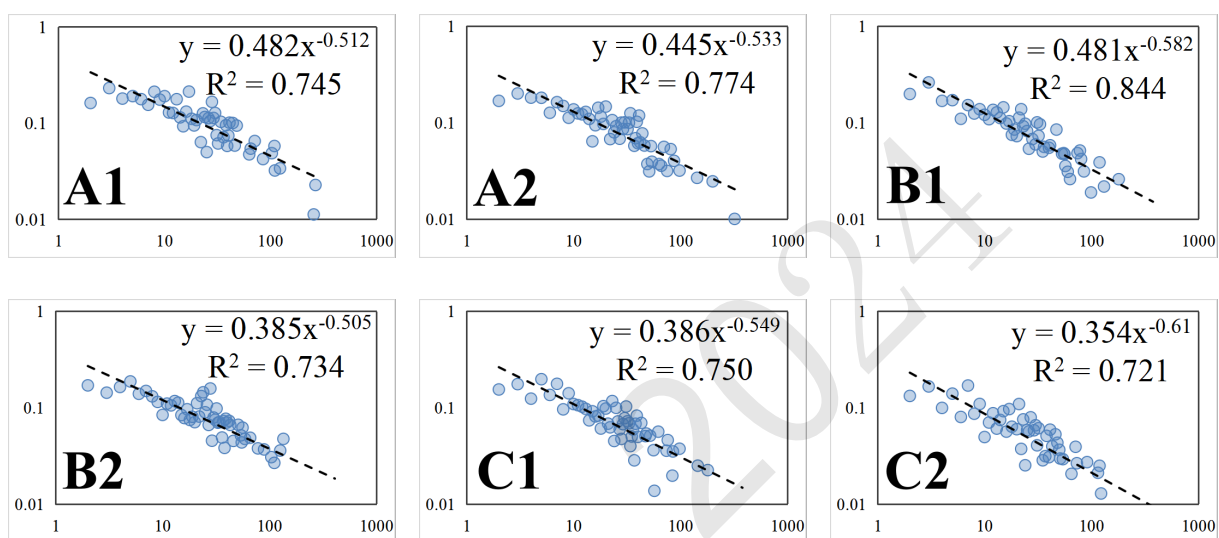 1
y = 0.482x^-0.512
R² = 0.745
0.1
A1
0.01
1 10 100 1000
1
y = 0.445x^-0.533
R² = 0.774
0.1
A2
0.01
1 10 100 1000
1
y = 0.481x^-0.582
R² = 0.844
0.1
B1
0.01
1 10 100 1000
1
y = 0.385x^-0.505
R² = 0.734
0.1
B2
0.01
1 10 100 1000
1
y = 0.386x^-0.549
R² = 0.750
0.1
C1
0.01
1 10 100 1000
1
y = 0.354x^-0.61
R² = 0.721
0.1
C2
0.01
1 10 100 1000
2024